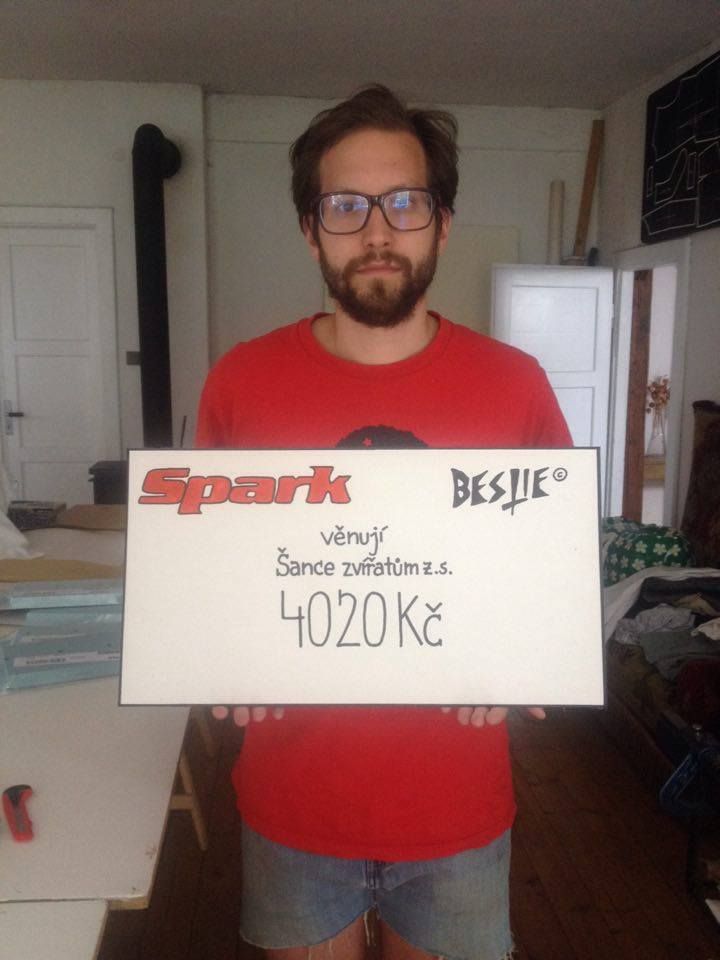 Spark BESTIE ©
věnují
Šance zvířatům z.s.
4020 Kč